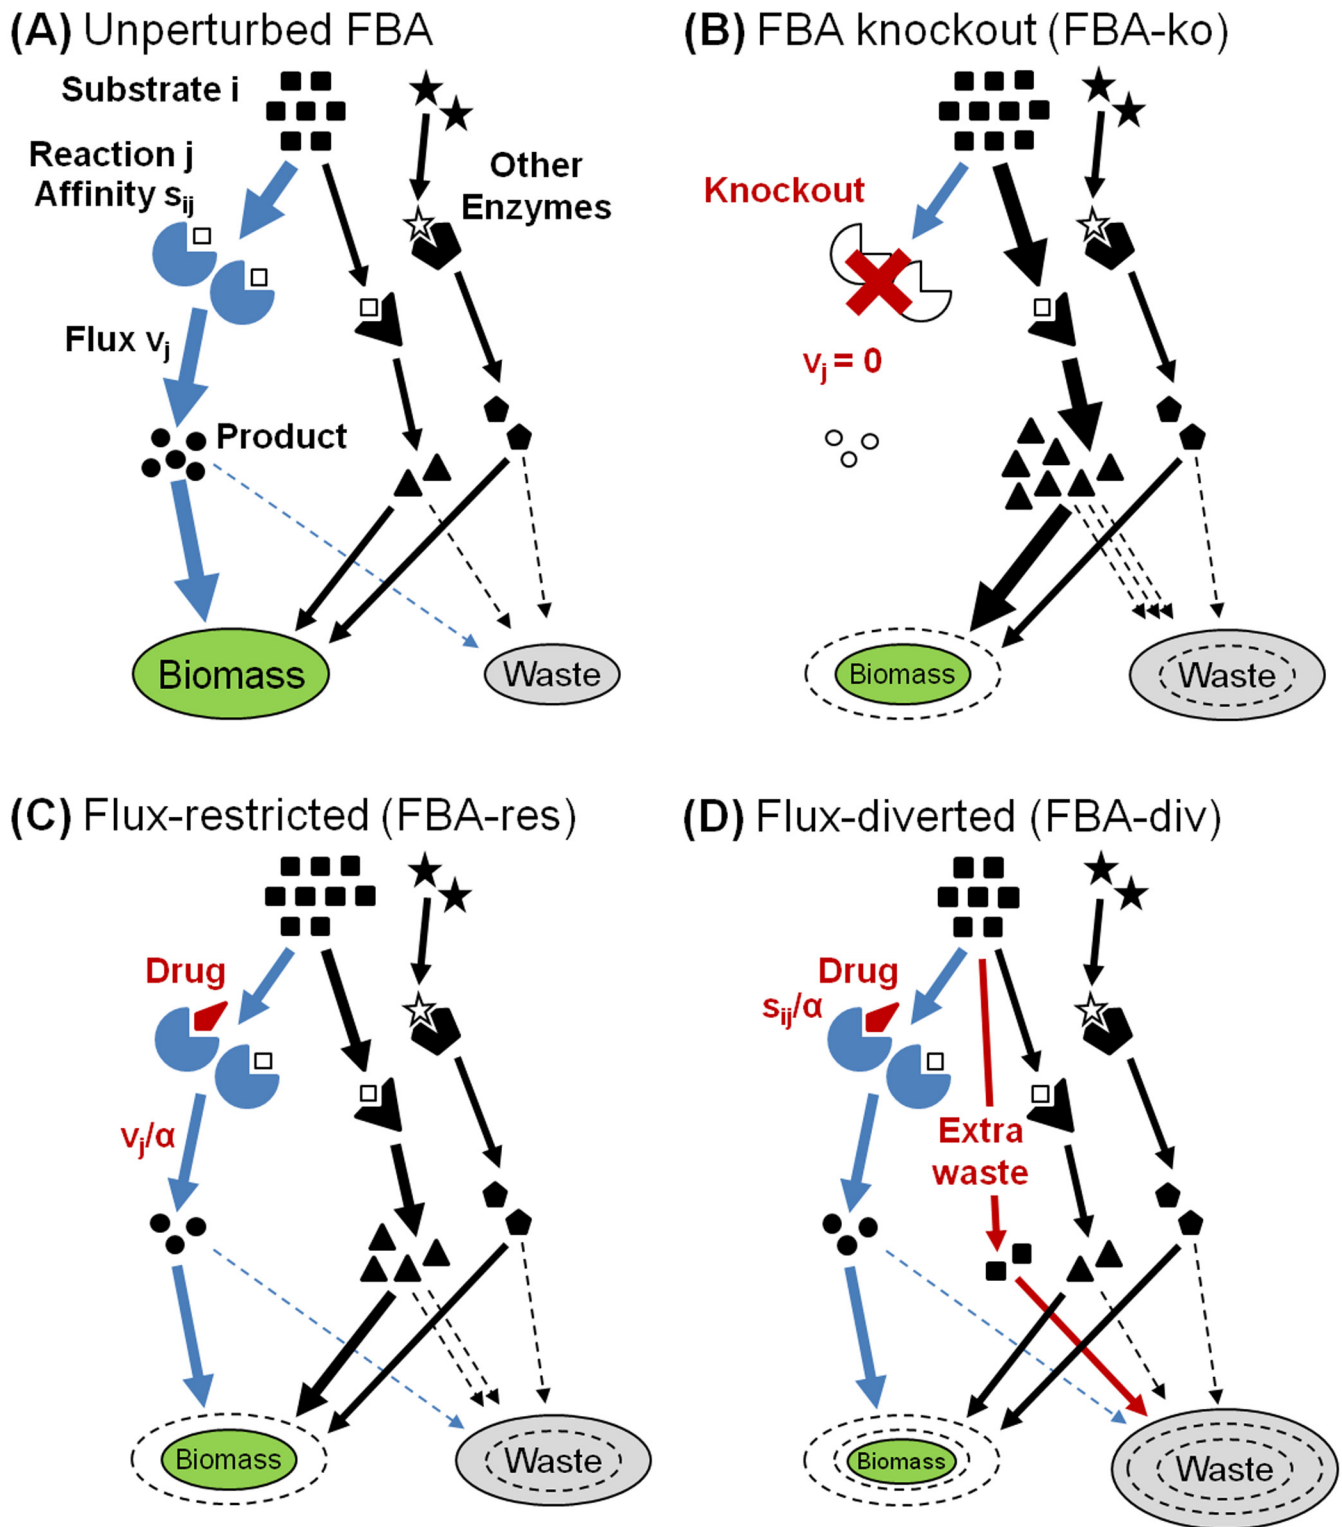 (A) Unperturbed FBA
Substrate i
Reaction j
Affinity sij
Other
Enzymes
Flux vj
Product
Biomass
Waste
(B) FBA knockout (FBA-ko)
Knockout
vj = 0
Biomass
Waste
(C) Flux-restricted (FBA-res)
Drug
vj/α
Biomass
Waste
(D) Flux-diverted (FBA-div)
Drug
sij/α
Extra
waste
Biomass
Waste